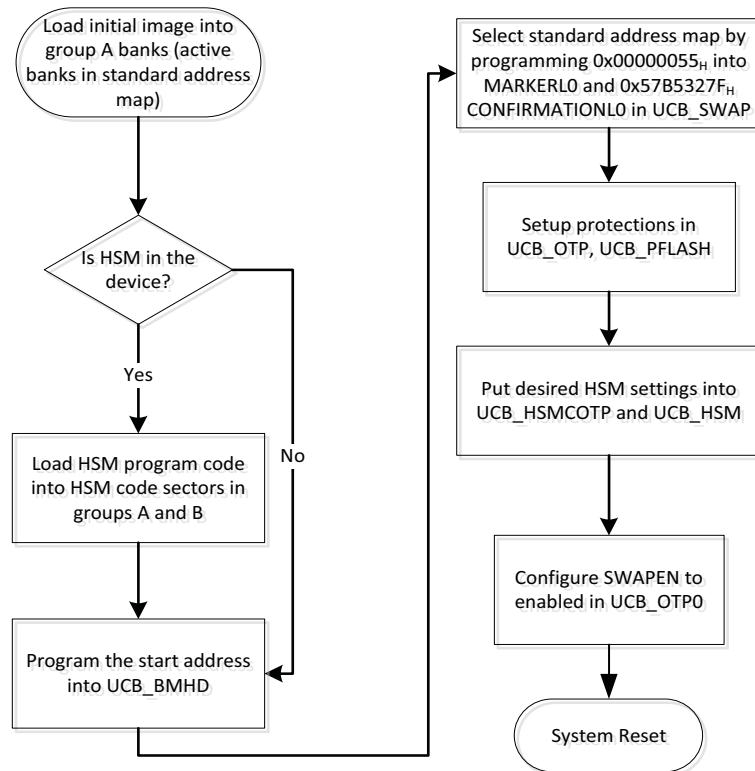 Load initial image into
group A banks (active
banks in standard address
map)
Is HSM in the
device?
Yes
No
Load HSM program code
into HSM code sectors in
groups A and B
Program the start address
into UCB_BMHD
Select standard address map by
programming 0x00000055H into
MARKERL0 and 0x57B5327FH
CONFIRMATIONL0 in UCB_SWAP
Setup protections in
UCB_OTP, UCB_PFLASH
Put desired HSM settings into
UCB_HSMCOTP and UCB_HSM
Configure SWAPEN to
enabled in UCB_OTP0
System Reset